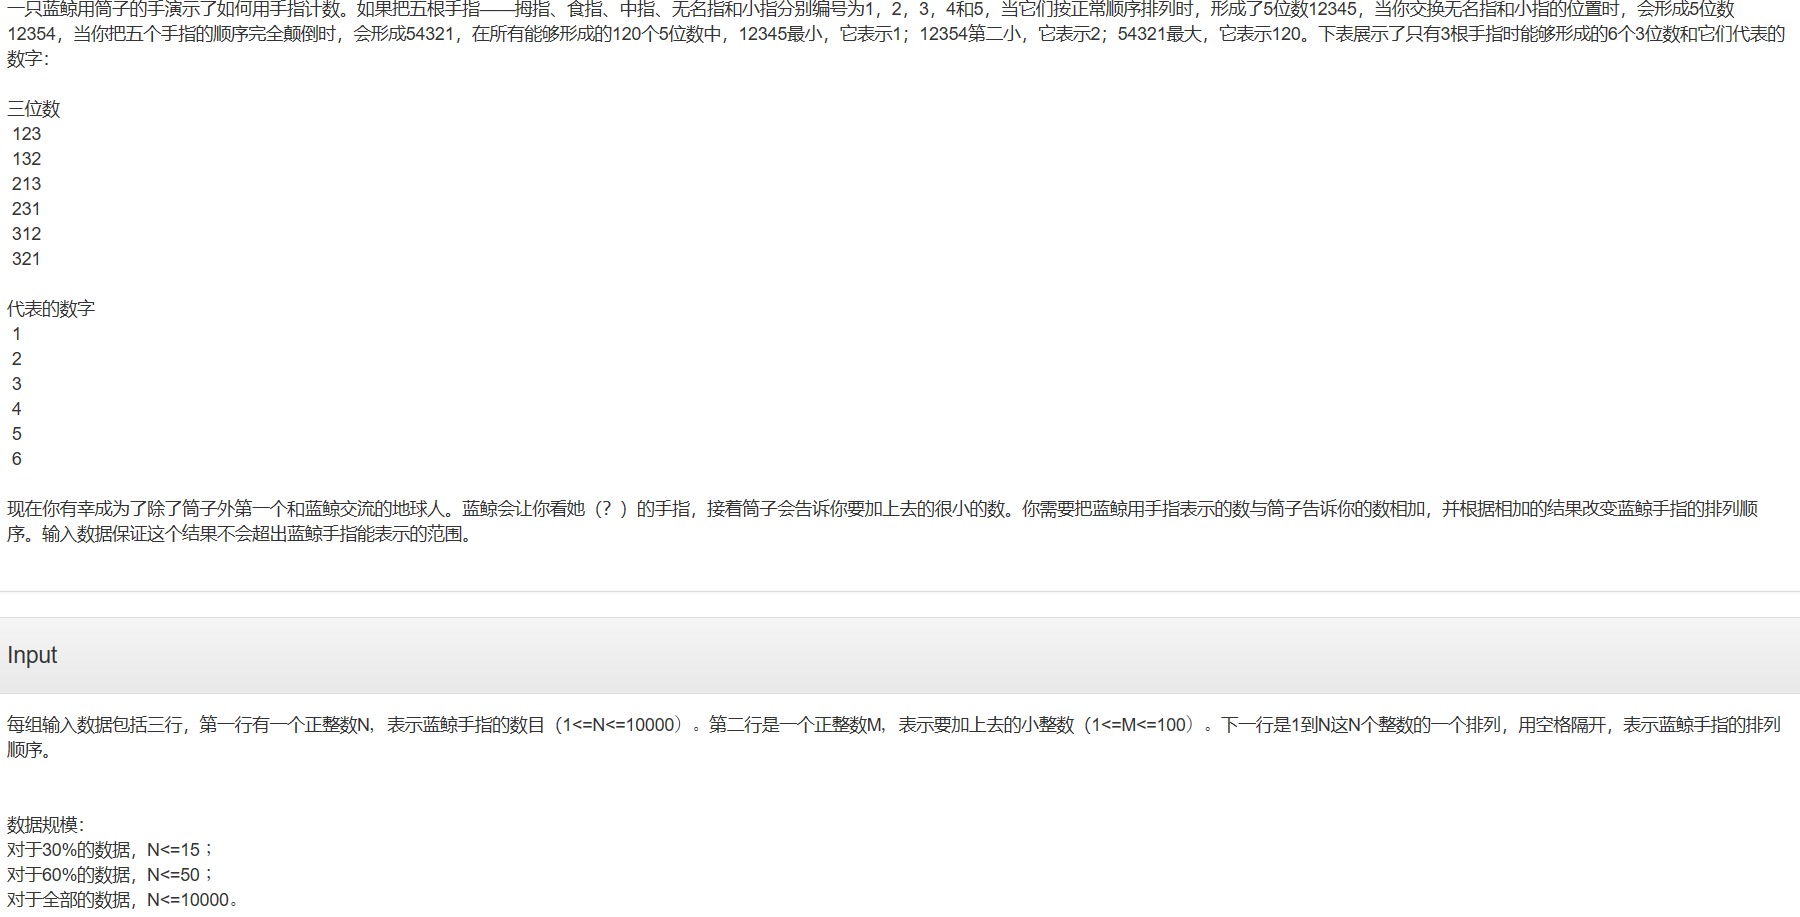 一只蓝鲸用筒子的手演示了如何用手指计数。如果把五根手指——拇指、食指、中指、无名指和小指分别编号为1，2，3，4和5，当它们按正常顺序排列时，形成了5位数12345，当你交换无名指和小指的位置时，会形成5位数
12354，当你把五个手指的顺序完全颠倒时，会形成54321，在所有能够形成的120个5位数中，12345最小，它表示1；12354第二小，它表示2；54321最大，它表示120。下表展示了只有3根手指时能够形成的6个3位数和它们代表的
数字：
三位数
123
132
213
231
312
321
代表的数字
1
2
3
4
5
6
现在你有幸成为了除了筒子外第一个和蓝鲸交流的地球人。蓝鲸会让你看她（？）的手指，接着筒子会告诉你要加上去的很小的数。你需要把蓝鲸用手指表示的数与筒子告诉你的数相加，并根据相加的结果改变蓝鲸手指的排列顺
序。输入数据保证这个结果不会超出蓝鲸手指能表示的范围。
Input
每组输入数据包括三行，第一行有一个正整数N，表示蓝鲸手指的数目（1<=N<=10000）。第二行是一个正整数M，表示要加上去的小整数（1<=M<=100）。下一行是1到N这N个整数的一个排列，用空格隔开，表示蓝鲸手指的排列
顺序。
数据规模：
对于30%的数据，N<=15；
对于60%的数据，N<=50；
对于全部的数据，N<=10000。